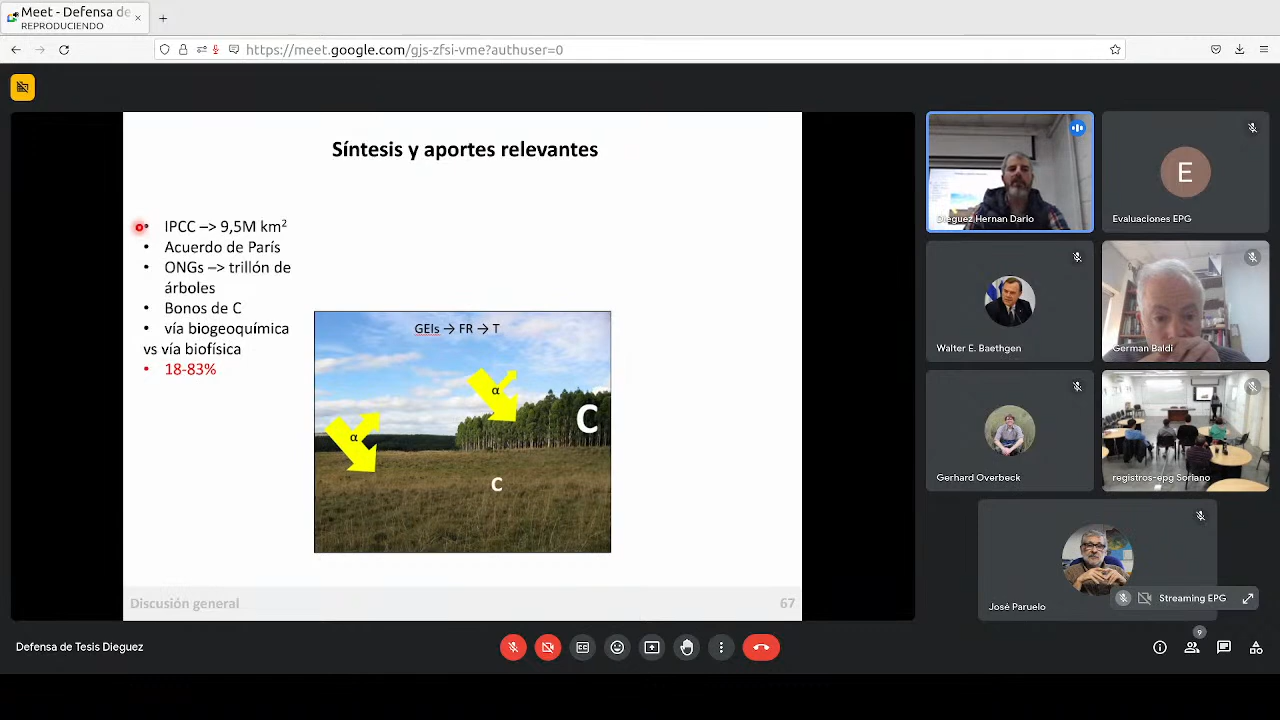 Meet - Defensa de
REPRODUCIENDO
https://meet.google.com/gjs-zfsi-vme?authuser=0
Síntesis y aportes relevantes
• IPCC –> 9,5M km²
• Acuerdo de París
• ONGs –> trillón de
árboles
• Bonos de C
• vía biogeoquímica
vs vía biofísica
• 18-83%
GEIs → FR → T
α
α
C
C
Discusión general
67
Dieguez Hernan Dario
E
Evaluaciones EPG
Walter E. Baethgen
German Baldi
Gerhard Overbeck
registros-epg Soriano
José Paruelo
Streaming EPG
Defensa de Tesis Dieguez
9